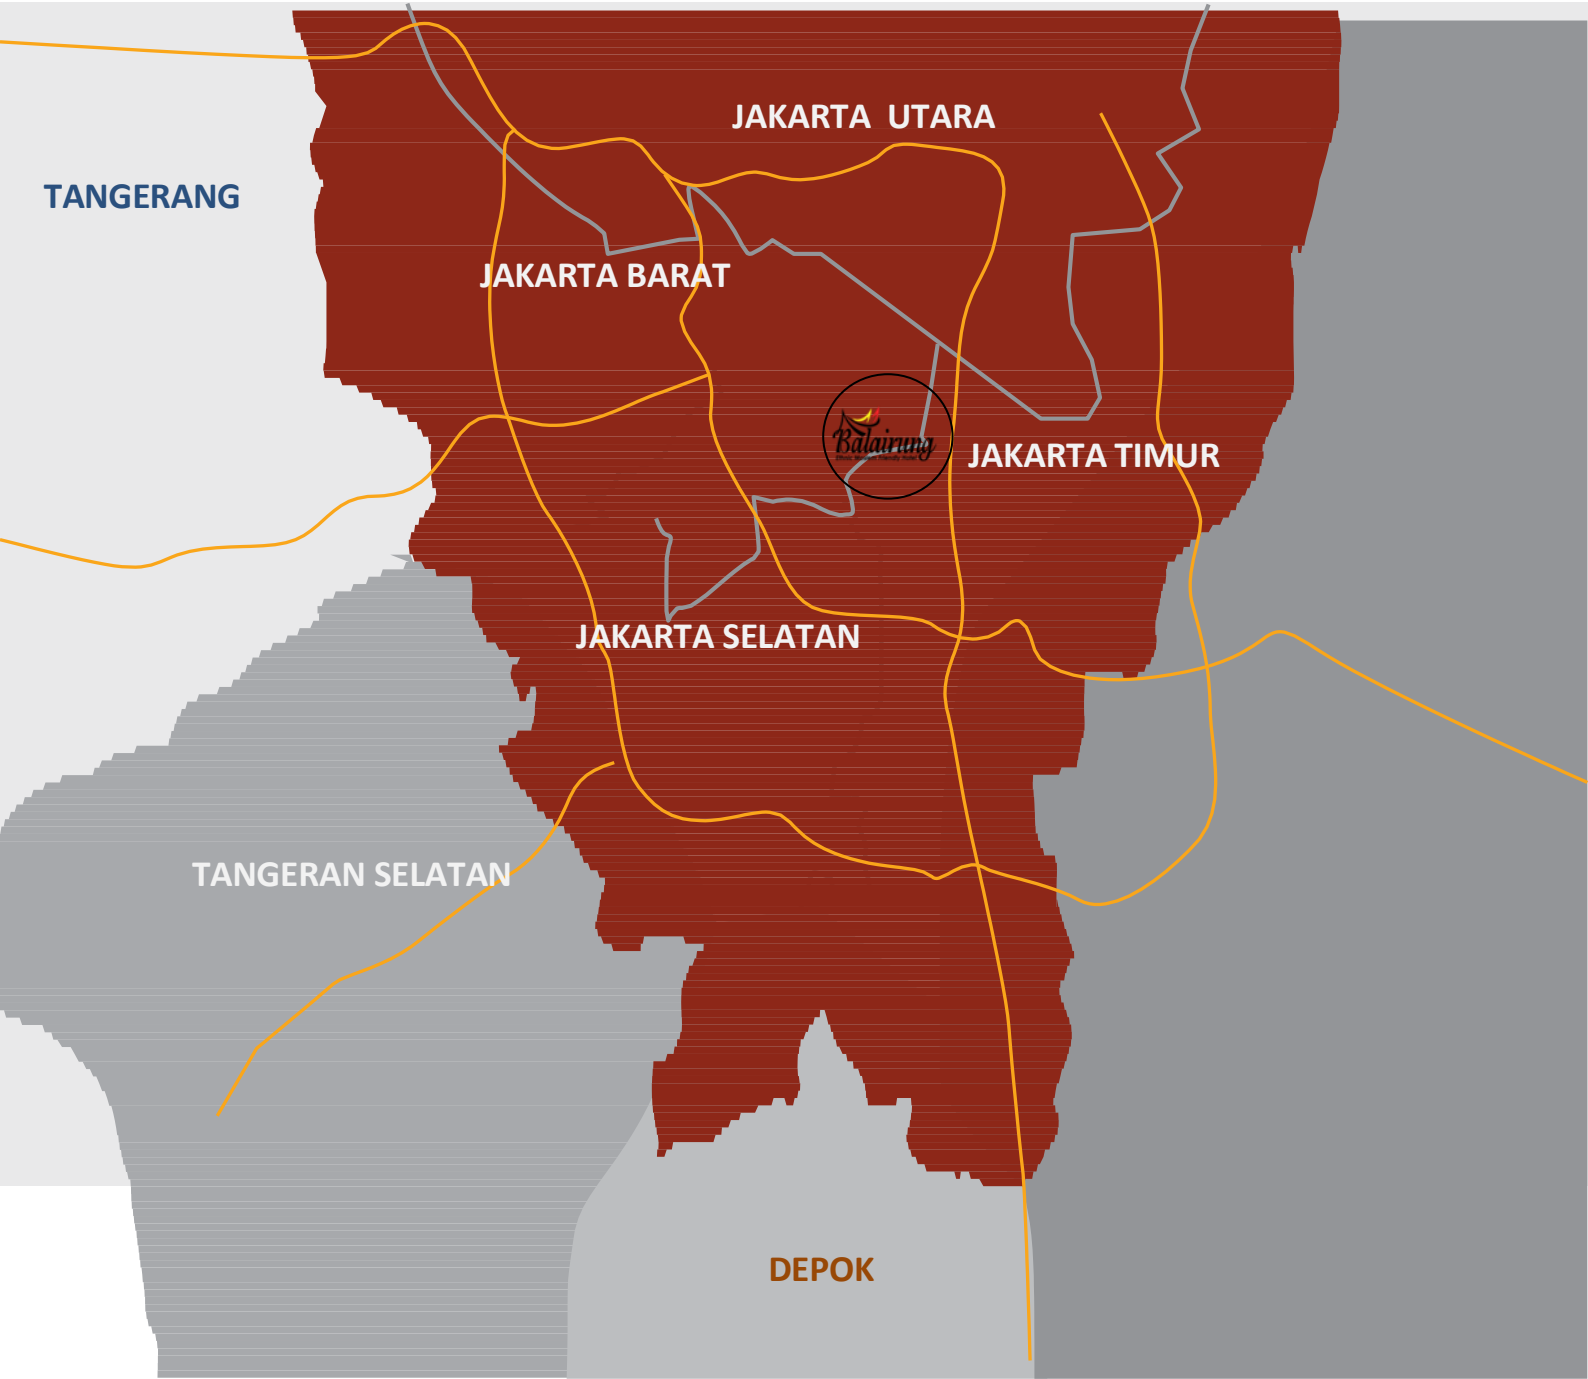 JAKARTA UTARA
TANGERANG
JAKARTA BARAT
Balairung
JAKARTA TIMUR
JAKARTA SELATAN
TANGERAN SELATAN
DEPOK